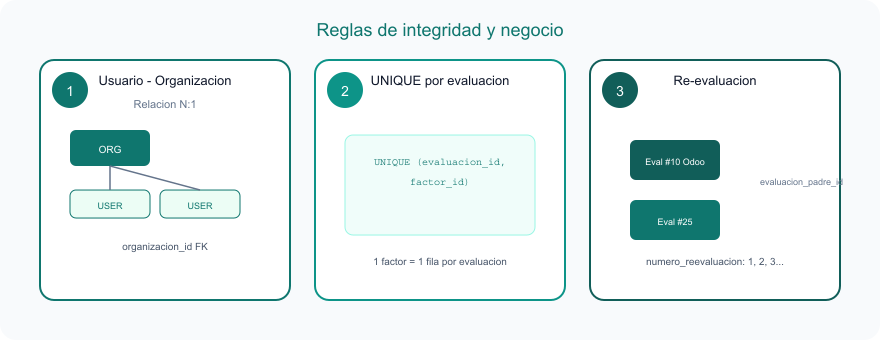 Reglas de integridad y negocio
1
Usuario - Organizacion
Relacion N:1
ORG
USER
USER
organizacion_id FK
2
UNIQUE por evaluacion
UNIQUE (evaluacion_id,
factor_id)
1 factor = 1 fila por evaluacion
3
Re-evaluacion
Eval #10 Odoo
evaluacion_padre_id
Eval #25
numero_reevaluacion: 1, 2, 3...